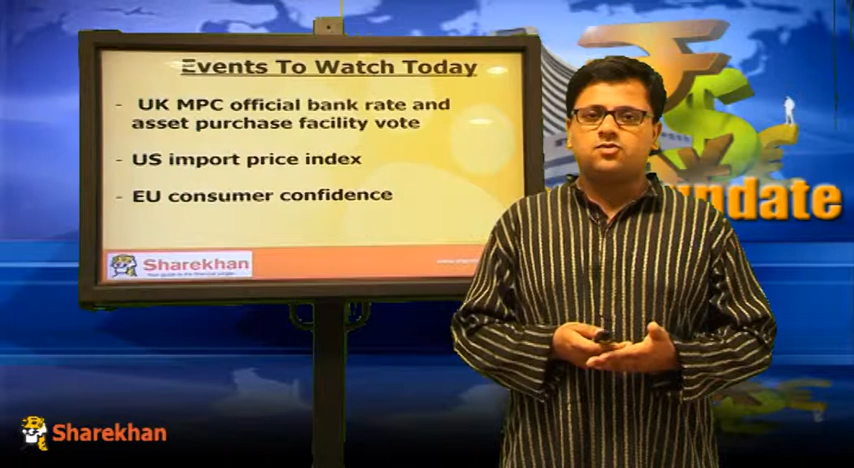 Events To Watch Today
- UK MPC official bank rate and
asset purchase facility vote
- US import price index
- EU consumer confidence
Sharekhan
update
Sharekhan